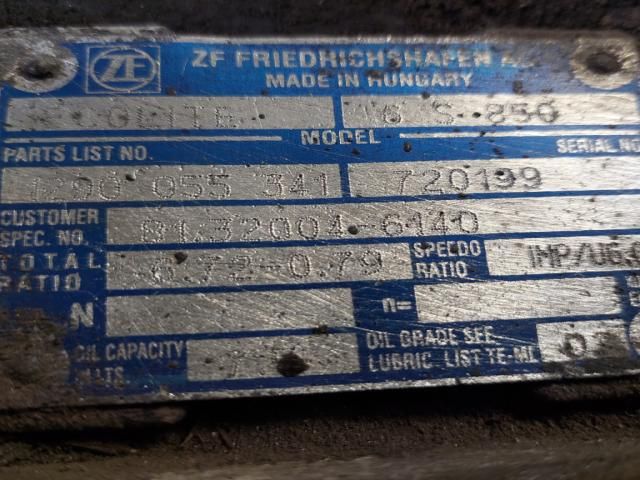 ZF
ZF FRIEDRICHSHAFEN
MADE IN HUNGARY
6 S 850
MODEL
PARTS LIST NO. SERIAL NO
1290 055 341 720199
CUSTOMER
SPEC. NO. 81.32004-6140
TOTAL
RATIO 6.72-0.79
SPEEDO
RATIO
N n=
OIL CAPACITY
OIL GRADE SEE
LUBRIC. LIST TE-ML